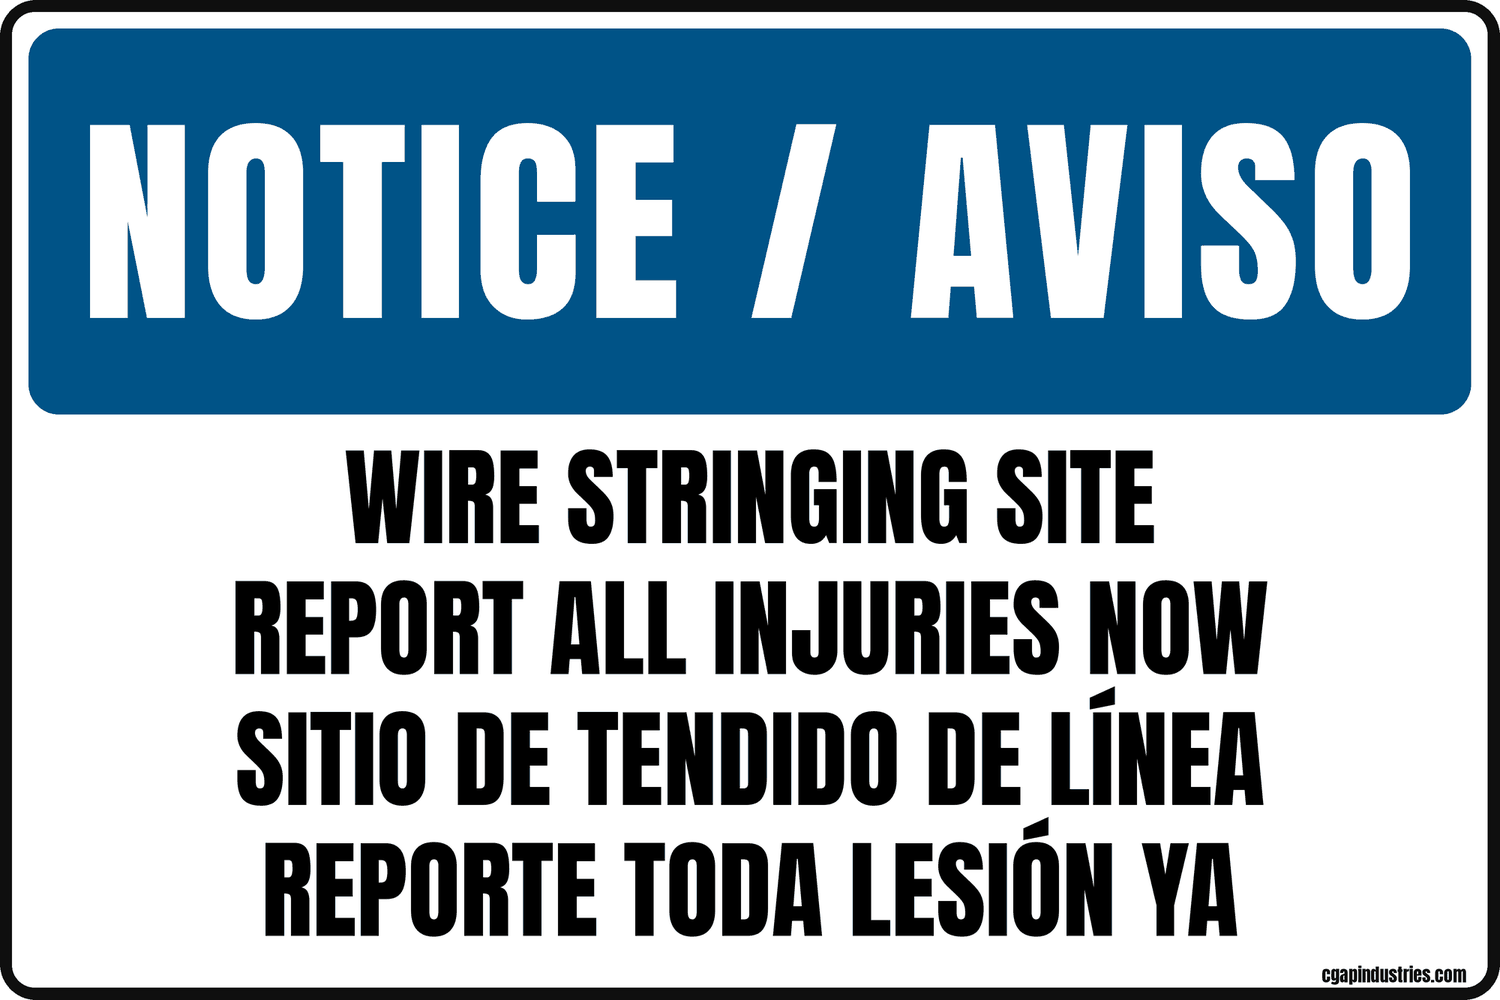 NOTICE / AVISO
WIRE STRINGING SITE
REPORT ALL INJURIES NOW
SITIO DE TENDIDO DE LÍNEA
REPORTE TODA LESIÓN YA
cgapindustries.com